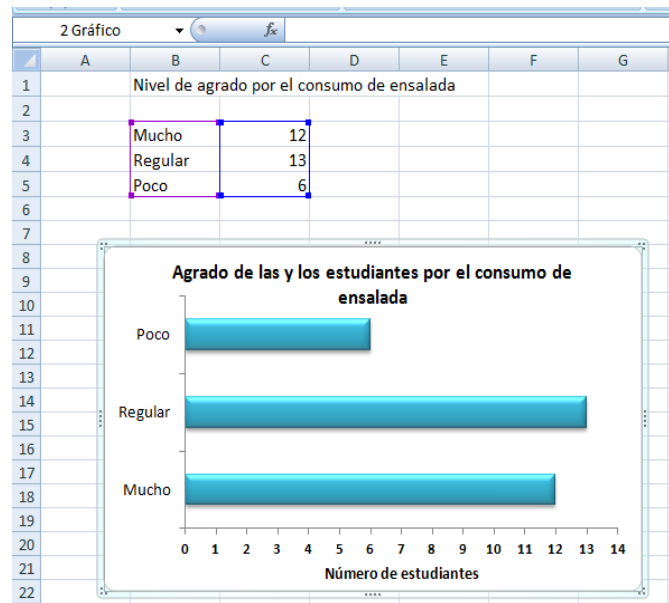 2 Gráfico fx
A B C D E F G
1 Nivel de agrado por el consumo de ensalada
2
3 Mucho 12
4 Regular 13
5 Poco 6
6
7
8
9
10
11
12
13
14
15
16
17
18
19
20
21
22
Agrado de las y los estudiantes por el consumo de
ensalada
Poco
Regular
Mucho
0 1 2 3 4 5 6 7 8 9 10 11 12 13 14
Número de estudiantes